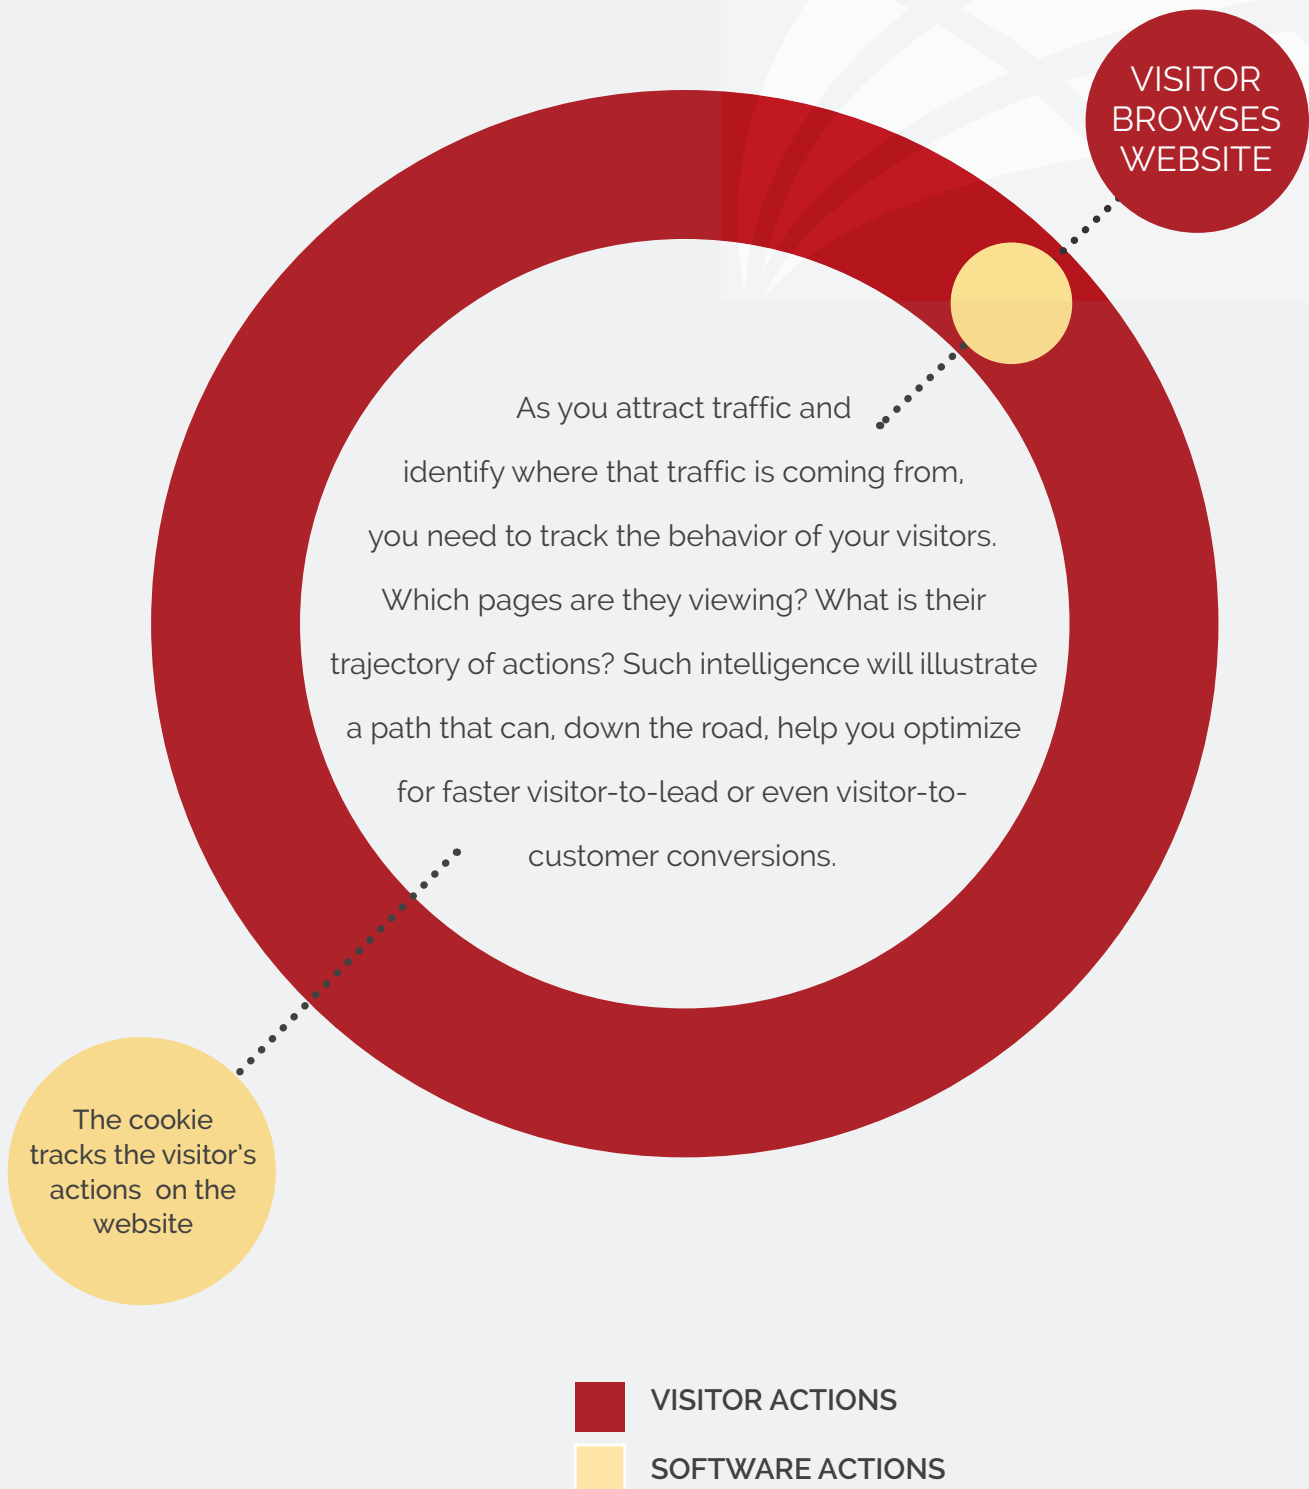 VISITOR
BROWSES
WEBSITE
As you attract traffic and
identify where that traffic is coming from,
you need to track the behavior of your visitors.
Which pages are they viewing? What is their
trajectory of actions? Such intelligence will illustrate
a path that can, down the road, help you optimize
for faster visitor-to-lead or even visitor-to-
customer conversions.
The cookie
tracks the visitor’s
actions  on the
website
VISITOR ACTIONS
SOFTWARE ACTIONS